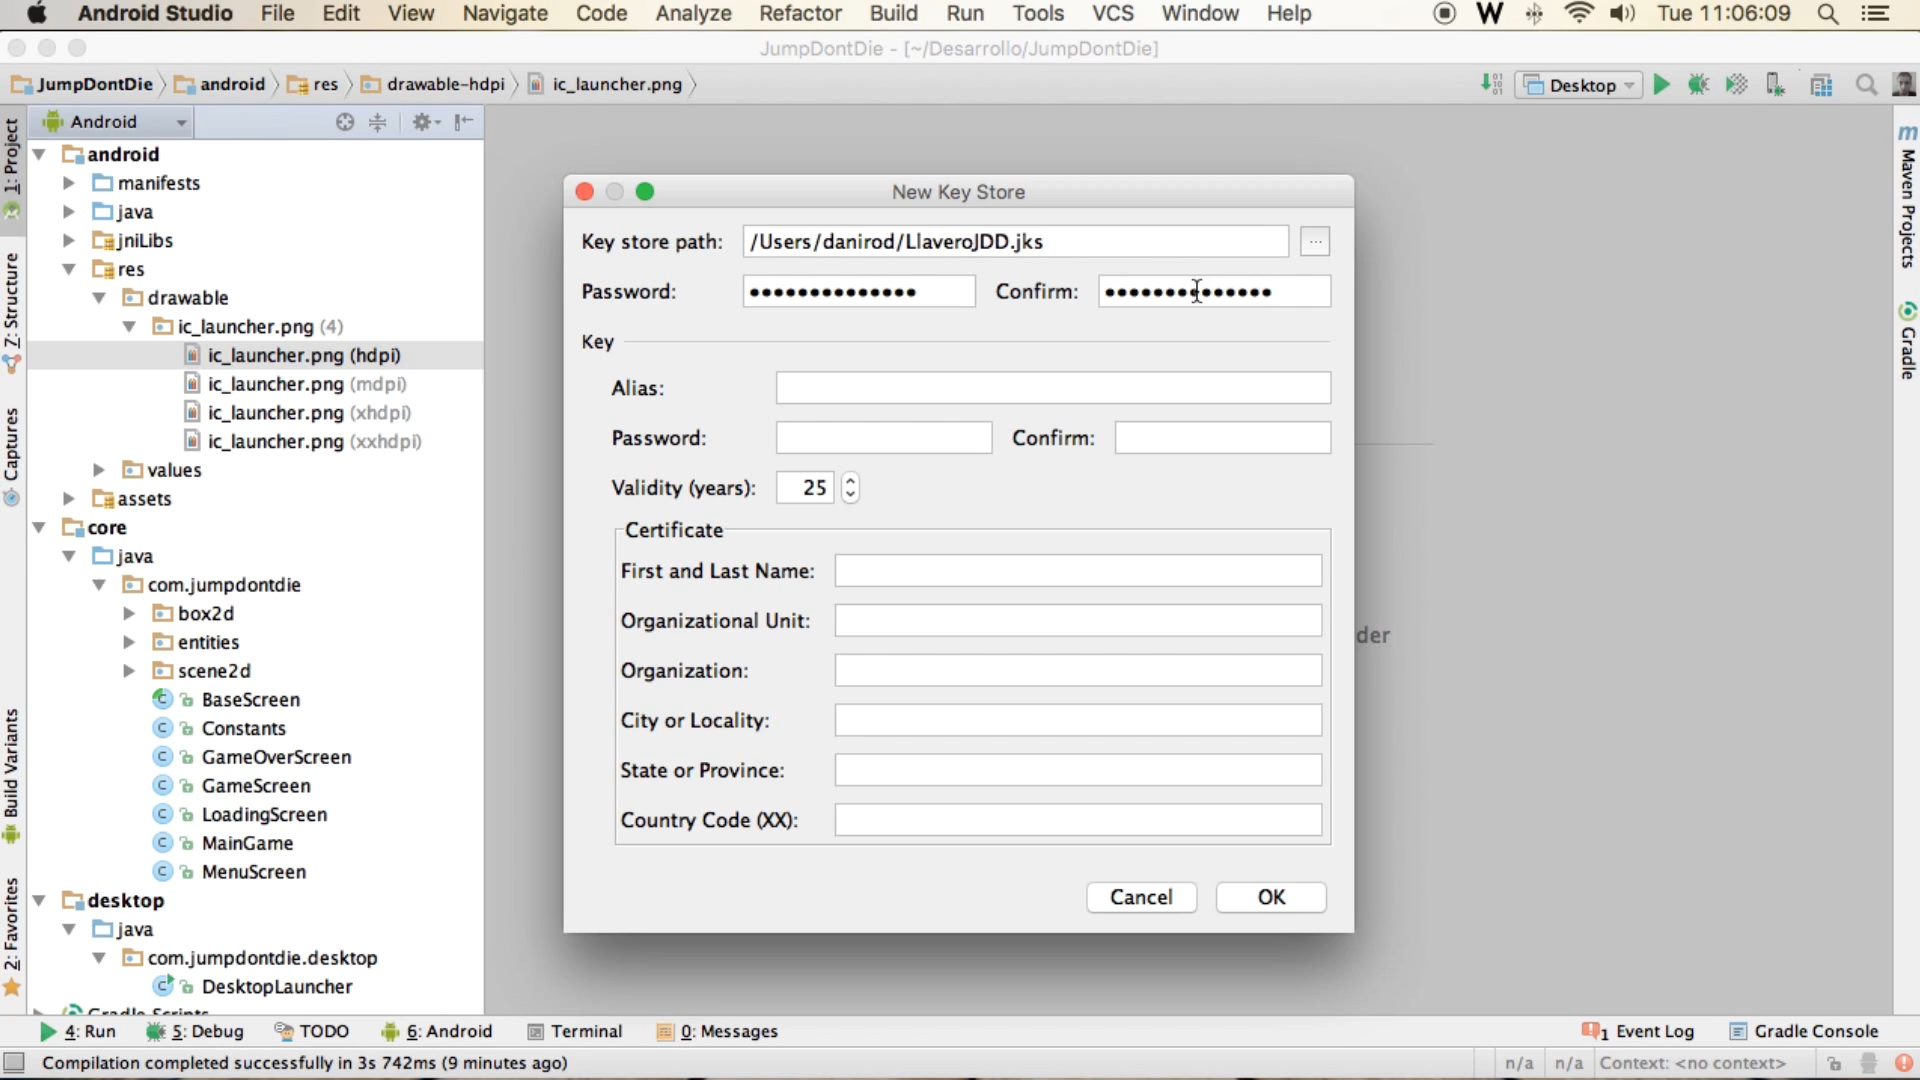 Android Studio File Edit View Navigate Code Analyze Refactor Build Run Tools VCS Window Help W Tue 11:06:09
JumpDontDie - [~/Desarrollo/JumpDontDie]
JumpDontDie android res drawable-hdpi ic_launcher.png Desktop
Android
1: Project
Z: Structure
Captures
Build Variants
2: Favorites
android
manifests
java
jniLibs
res
drawable
ic_launcher.png (4)
ic_launcher.png (hdpi)
ic_launcher.png (mdpi)
ic_launcher.png (xhdpi)
ic_launcher.png (xxhdpi)
values
assets
core
java
com.jumpdontdie
box2d
entities
scene2d
BaseScreen
Constants
GameOverScreen
GameScreen
LoadingScreen
MainGame
MenuScreen
desktop
java
com.jumpdontdie.desktop
DesktopLauncher
New Key Store
Key store path: /Users/danirod/LlaveroJDD.jks ...
Password: •••••••••••••• Confirm: ••••••••••••••
Key
Alias:
Password: Confirm:
Validity (years): 25
Certificate
First and Last Name:
Organizational Unit:
Organization:
City or Locality:
State or Province:
Country Code (XX):
Cancel OK
der
m Maven Projects
Gradle
4: Run 5: Debug TODO 6: Android Terminal 0: Messages 1 Event Log Gradle Console
Compilation completed successfully in 3s 742ms (9 minutes ago) n/a n/a Context: <no context>